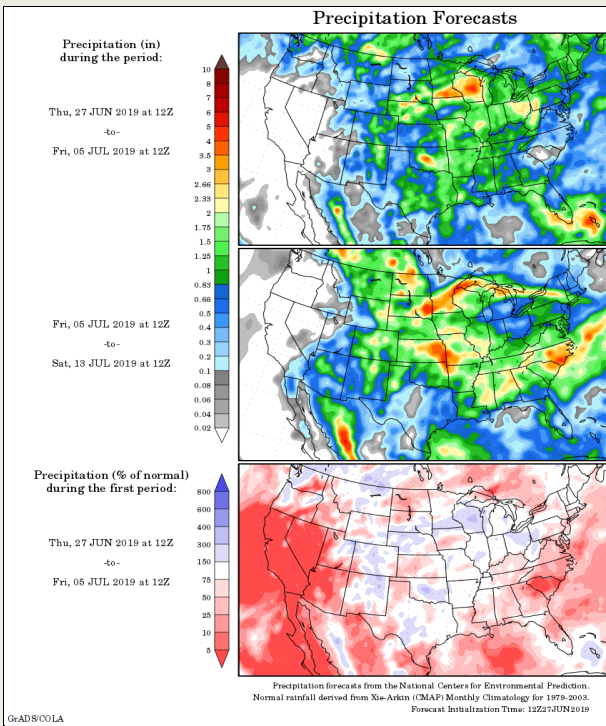 Precipitation Forecasts
Precipitation (in)
during the period:
Thu, 27 JUN 2019 at 12Z
-to-
Fri, 05 JUL 2019 at 12Z
10
8
7
6
5
4
3.5
3
2.66
2.33
2
1.75
1.5
1.25
1
0.83
0.66
0.5
0.4
0.3
0.2
0.1
0.08
0.06
0.04
0.02
Fri, 05 JUL 2019 at 12Z
-to-
Sat, 13 JUL 2019 at 12Z
Precipitation (% of normal)
during the first period:
Thu, 27 JUN 2019 at 12Z
-to-
Fri, 05 JUL 2019 at 12Z
800
600
400
300
150
75
50
25
10
5
Precipitation forecasts from the National Centers for Environmental Prediction.
Normal rainfall derived from Xie-Arkin (CMAP) Monthly Climatology for 1979-2003.
Forecast Initialization Time: 12Z27JUN2019
GrADS/COLA